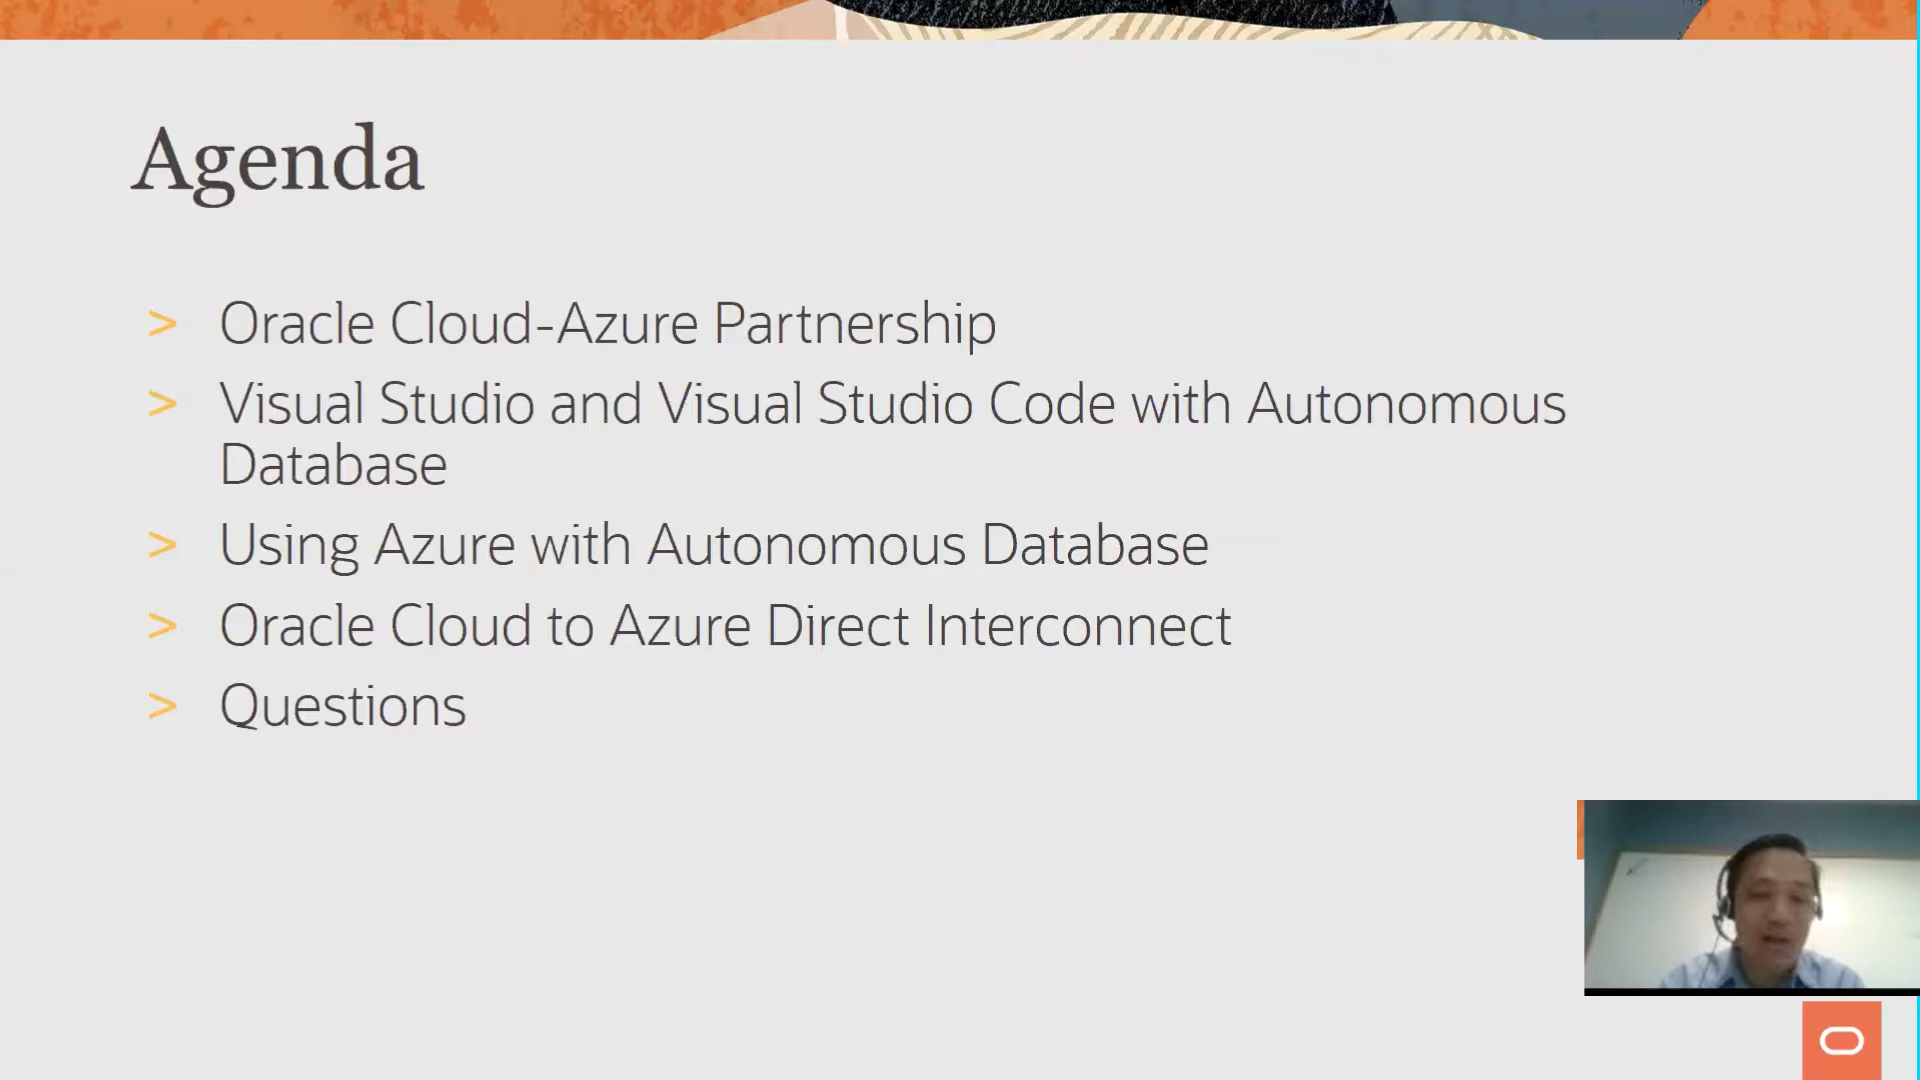 Agenda
> Oracle Cloud-Azure Partnership
> Visual Studio and Visual Studio Code with Autonomous
Database
> Using Azure with Autonomous Database
> Oracle Cloud to Azure Direct Interconnect
> Questions